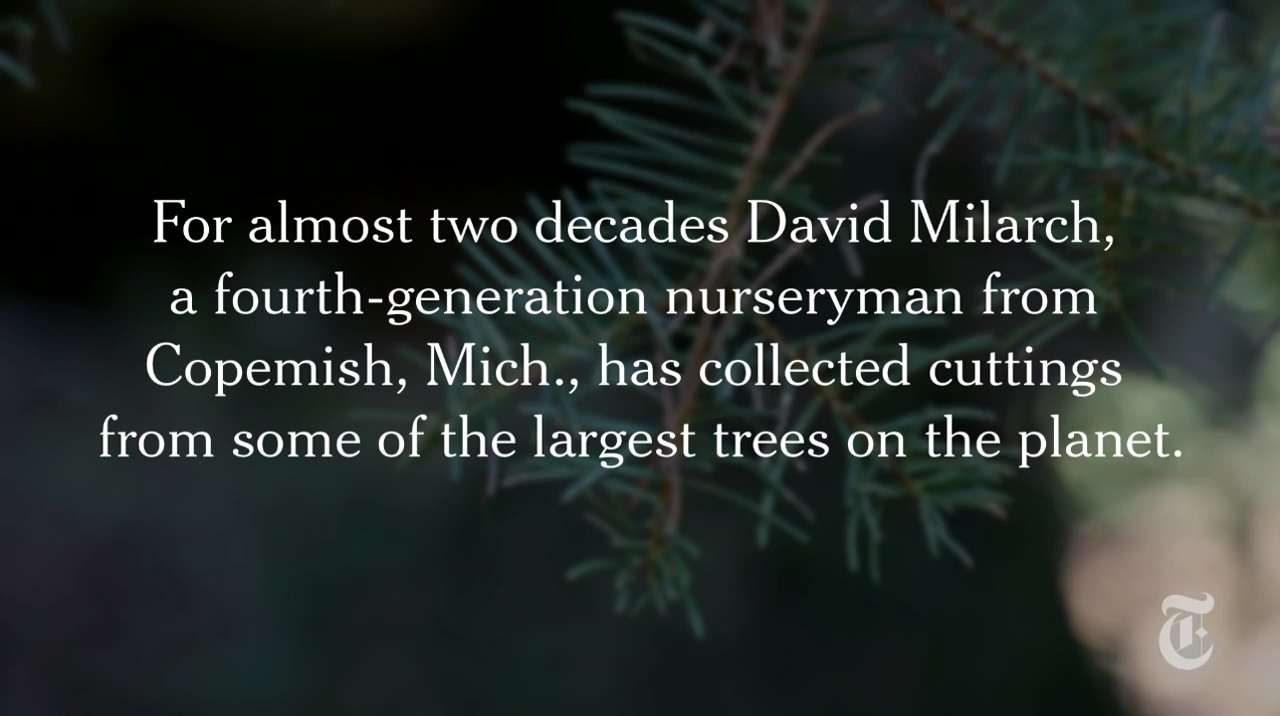 For almost two decades David Milarch,
a fourth-generation nurseryman from
Copemish, Mich., has collected cuttings
from some of the largest trees on the planet.
T